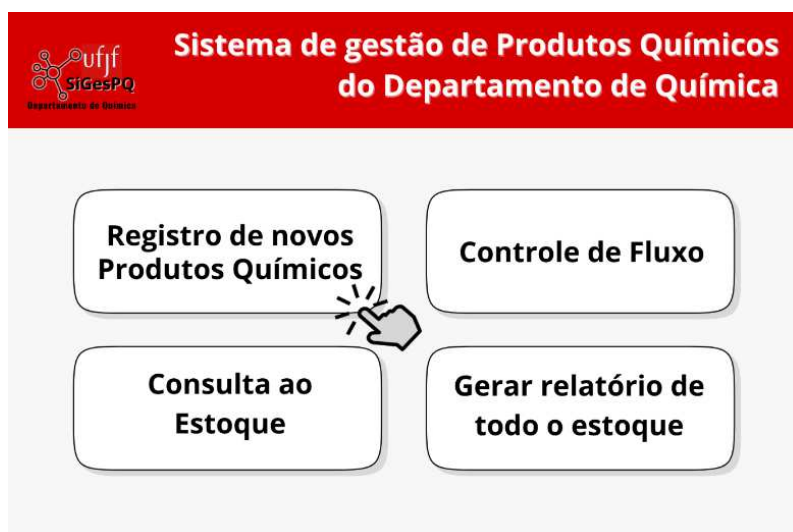 ufjf
SiGesPQ
Departamento de Química
Sistema de gestão de Produtos Químicos
do Departamento de Química
Registro de novos
Produtos Químicos
Controle de Fluxo
Consulta ao
Estoque
Gerar relatório de
todo o estoque